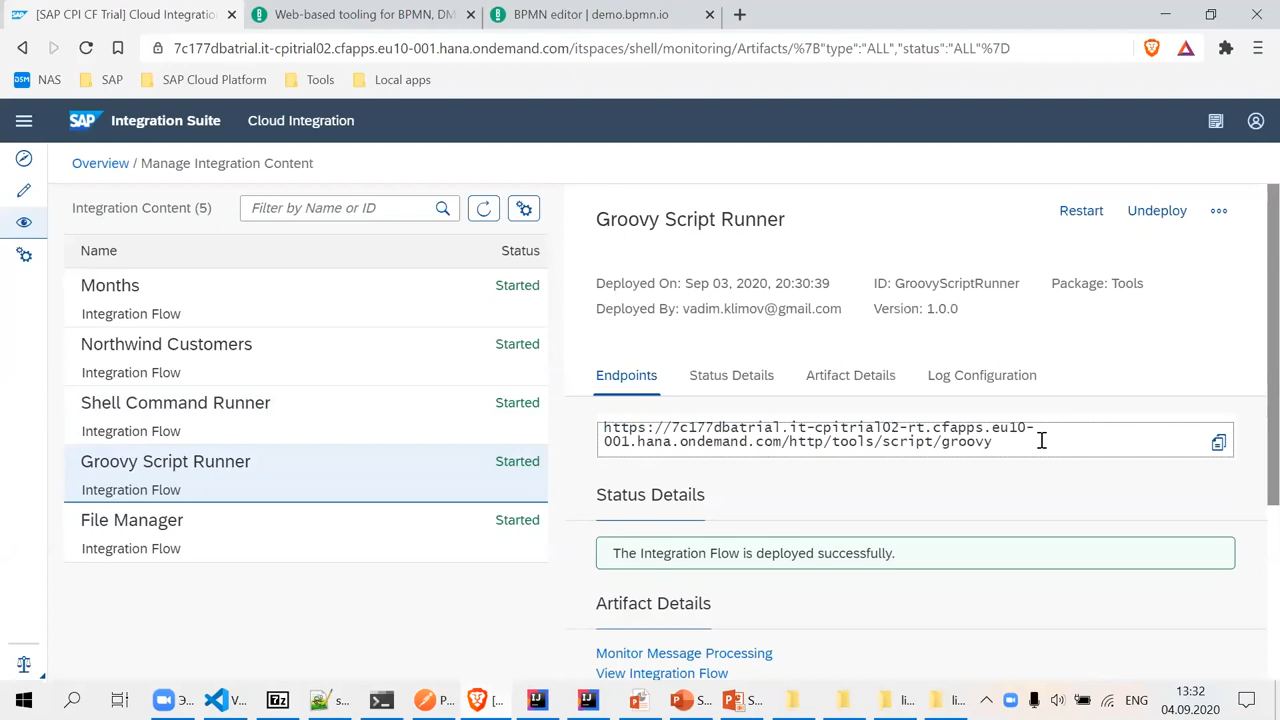 [SAP CPI CF Trial] Cloud Integratio
Web-based tooling for BPMN, DM
BPMN editor | demo.bpmn.io
7c177dbatrial.it-cpitrial02.cfapps.eu10-001.hana.ondemand.com/itspaces/shell/monitoring/Artifacts/%7B"type":"ALL","status":"ALL"%7D
DSM NAS SAP SAP Cloud Platform Tools Local apps
SAP Integration Suite Cloud Integration
Overview / Manage Integration Content
Integration Content (5)
Filter by Name or ID
Name Status
Months Started
Integration Flow
Northwind Customers Started
Integration Flow
Shell Command Runner Started
Integration Flow
Groovy Script Runner Started
Integration Flow
File Manager Started
Integration Flow
Groovy Script Runner
Restart Undeploy
Deployed On: Sep 03, 2020, 20:30:39 ID: GroovyScriptRunner Package: Tools
Deployed By: vadim.klimov@gmail.com Version: 1.0.0
Endpoints Status Details Artifact Details Log Configuration
https://7c177dbatrial.it-cpitrial02-rt.cfapps.eu10-
001.hana.ondemand.com/http/tools/script/groovy
Status Details
The Integration Flow is deployed successfully.
Artifact Details
Monitor Message Processing
View Integration Flow
Э... V... 7z s... P... [... S... S... li... li... ENG
13:32
04.09.2020